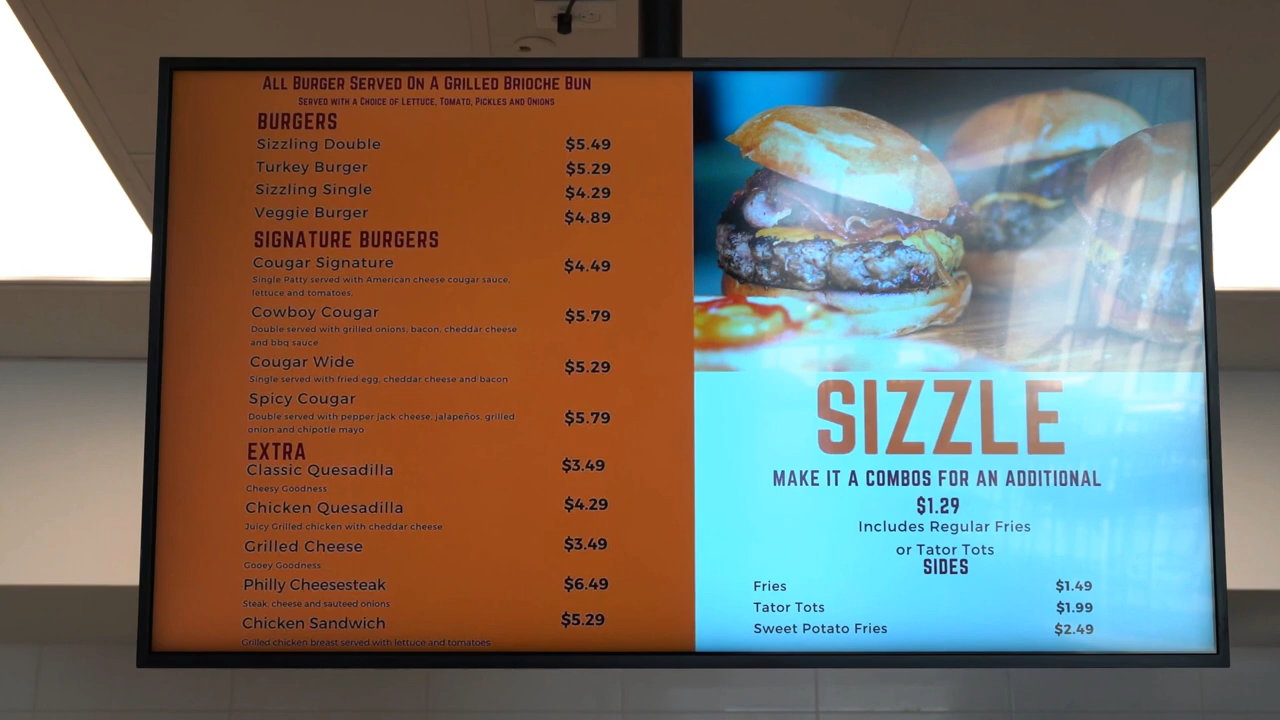 All Burger Served On A Grilled Brioche Bun
Served with a Choice of Lettuce, Tomato, Pickles and Onions
BURGERS
Sizzling Double $5.49
Turkey Burger $5.29
Sizzling Single $4.29
Veggie Burger $4.89
SIGNATURE BURGERS
Cougar Signature $4.49
Single Patty served with American cheese cougar sauce,
lettuce and tomatoes.
Cowboy Cougar $5.79
Double served with grilled onions, bacon, cheddar cheese
and bbq sauce
Cougar Wide $5.29
Single served with fried egg, cheddar cheese and bacon
Spicy Cougar
Double served with pepper jack cheese, jalapeños, grilled $5.79
onion and chipotle mayo
EXTRA
Classic Quesadilla $3.49
Cheesy Goodness
Chicken Quesadilla $4.29
Juicy Grilled chicken with cheddar cheese
Grilled Cheese $3.49
Gooey Goodness
Philly Cheesesteak $6.49
Steak, cheese and sauteed onions
Chicken Sandwich $5.29
Grilled chicken breast served with lettuce and tomatoes
SIZZLE
MAKE IT A COMBOS FOR AN ADDITIONAL
$1.29
Includes Regular Fries
or Tator Tots
SIDES
Fries $1.49
Tator Tots $1.99
Sweet Potato Fries $2.49